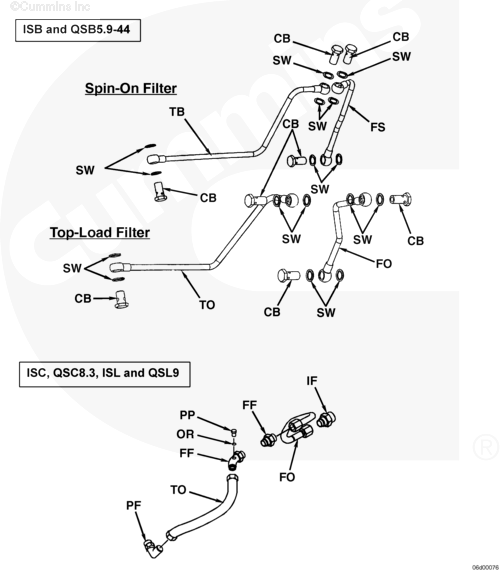 ©Cummins Inc
ISB and QSB5.9-44
CB
CB
SW
SW
Spin-On Filter
TB
SW
CB
FS
SW
SW
CB
SW
Top-Load Filter
SW
SW
CB
FO
SW
CB
TO
CB
SW
ISC, QSC8.3, ISL and QSL9
IF
FF
PP
OR
FF
FO
TO
PF
®
Cummins
06d00076